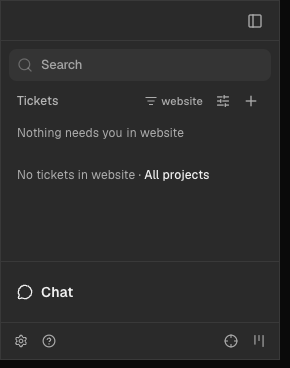 Search
Tickets website
Nothing needs you in website
No tickets in website · All projects
Chat